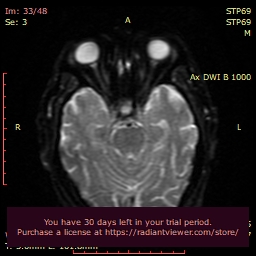 Im: 33/48
Se: 3
STP69
STP69
M
A
Ax DWI B 1000
R
L
You have 30 days left in your trial period.
Purchase a license at https://radiantviewer.com/store/